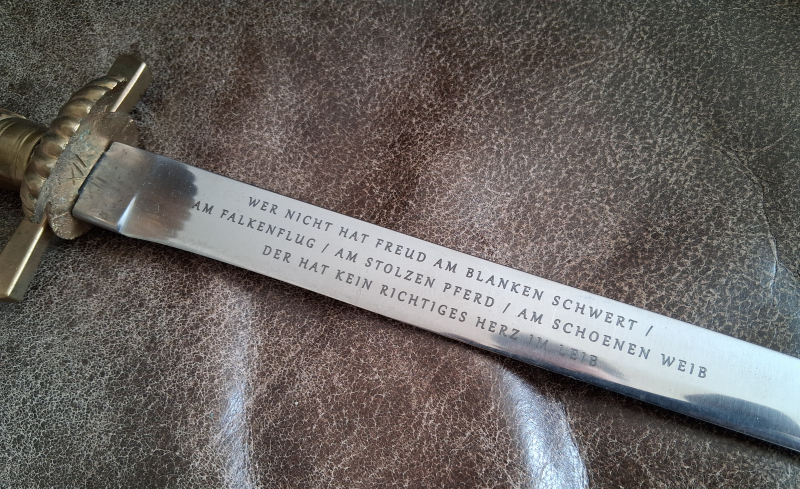 WER NICHT HAT FREUD AM BLANKEN SCHWERT /
AM FALKENFLUG / AM STOLZEN PFERD / AM SCHOENEN WEIB
DER HAT KEIN RICHTIGES HERZ IM LEIB